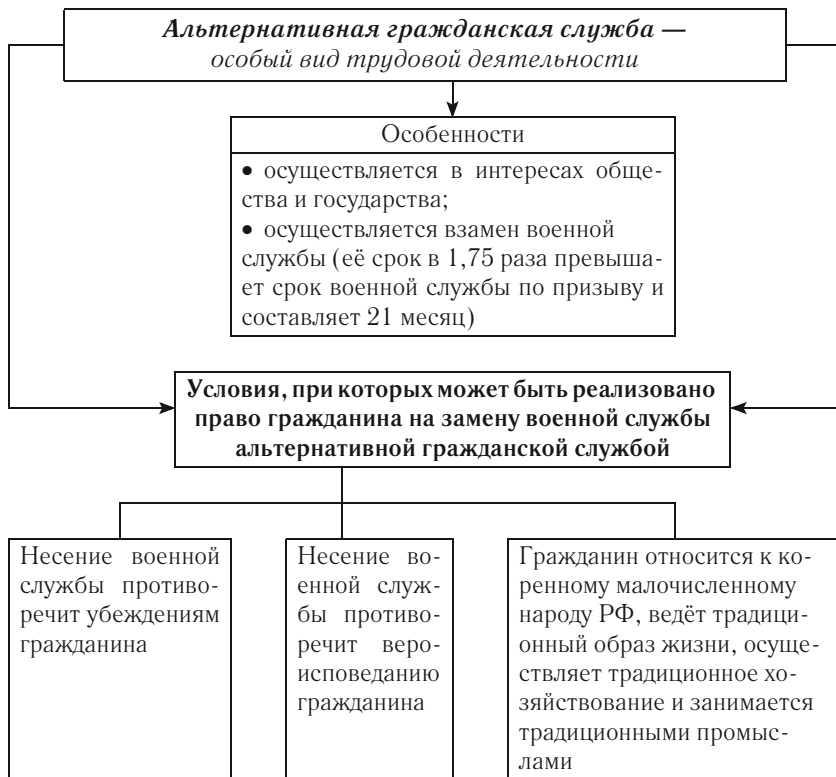 Альтернативная гражданская служба —
особый вид трудовой деятельности
Особенности
• осуществляется в интересах обще-
ства и государства;
• осуществляется взамен военной
службы (её срок в 1,75 раза превыша-
ет срок военной службы по призыву и
составляет 21 месяц)
Условия, при которых может быть реализовано
право гражданина на замену военной службы
альтернативной гражданской службой
Несение военной
службы противо-
речит убеждениям
гражданина
Несение во-
енной служ-
бы противо-
речит веро-
исповеданию
гражданина
Гражданин относится к ко-
ренному малочисленному
народу РФ, ведёт традици-
онный образ жизни, осуще-
ствляет традиционное хо-
зяйствование и занимается
традиционными промыс-
лами